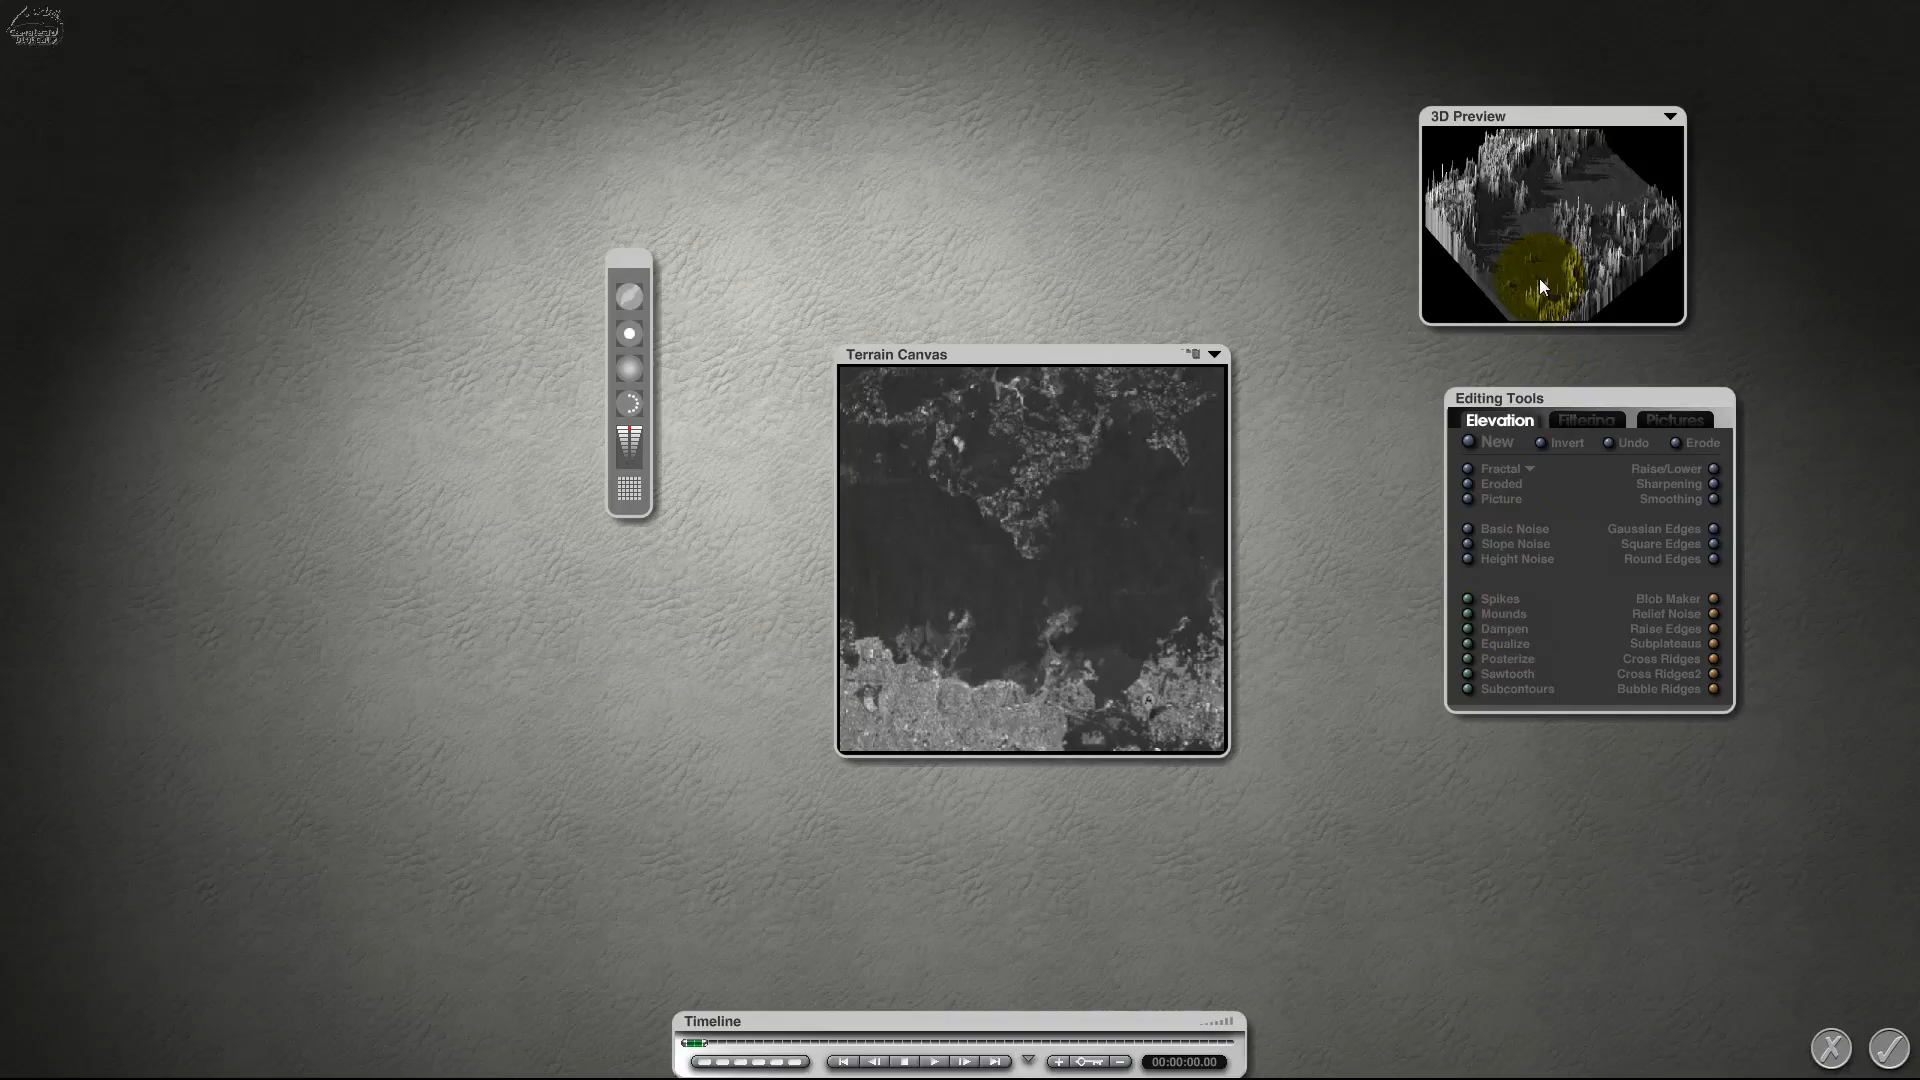 3D Preview
Terrain Canvas
Editing Tools
Elevation Filtering Pictures
New Invert Undo Erode
Fractal Raise/Lower
Eroded Sharpening
Picture Smoothing
Basic Noise Gaussian Edges
Slope Noise Square Edges
Height Noise Round Edges
Spikes Blob Maker
Mounds Relief Noise
Dampen Raise Edges
Equalize Subplateaus
Posterize Cross Ridges
Sawtooth Cross Ridges2
Subcontours Bubble Ridges
Timeline
00:00:00.00